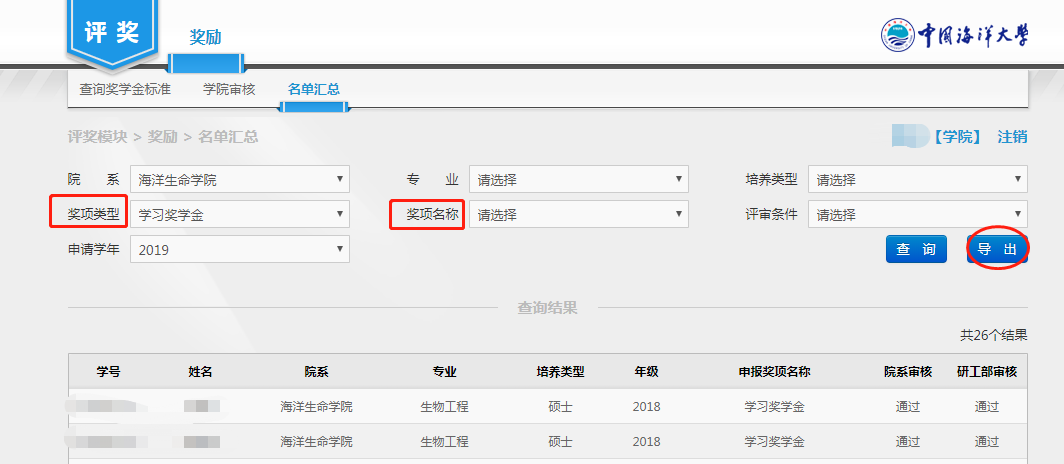 评 奖
奖励
中国海洋大学
查询奖学金标准 学院审核 名单汇总
评奖模块 > 奖励 > 名单汇总
【学院】 注销
院 系 海洋生命学院 专 业 请选择 培养类型 请选择
奖项类型 学习奖学金 奖项名称 请选择 评审条件 请选择
申请学年 2019 查 询 导 出
查询结果
共26个结果
学号 姓名 院系 专业 培养类型 年级 申报奖项名称 院系审核 研工部审核
海洋生命学院 生物工程 硕士 2018 学习奖学金 通过 通过
海洋生命学院 生物工程 硕士 2018 学习奖学金 通过 通过